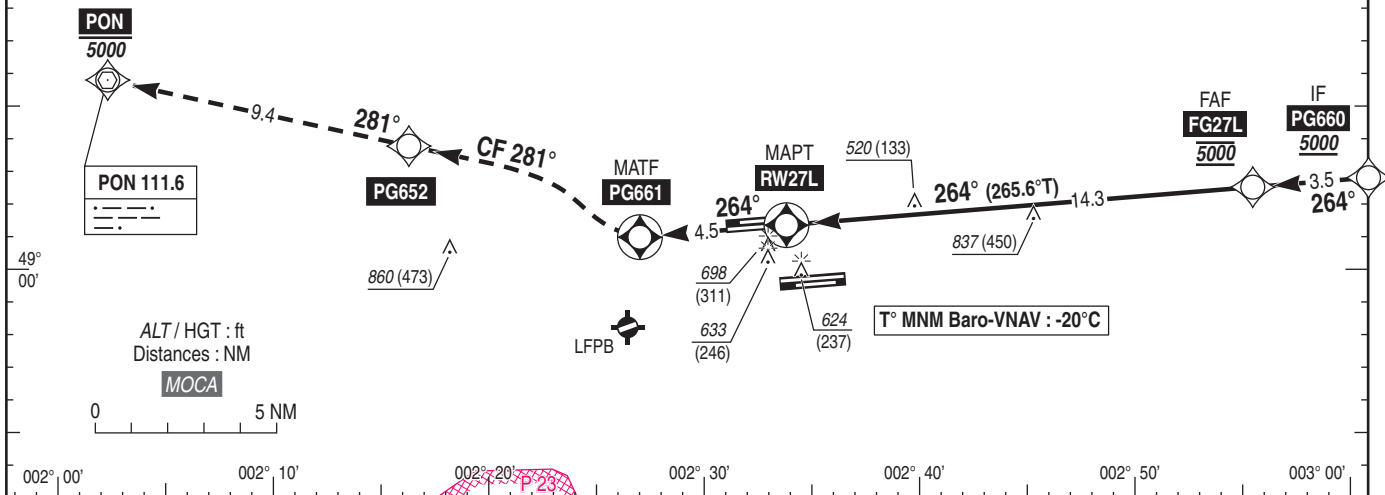 PON
5000
9.4
281°
CF 281°
PG652
PON 111.6
MATF
PG661
4.5
264°
MAPT
RW27L
520 (133)
264° (265.6°T)
14.3
837 (450)
FAF
FG27L
5000
IF
PG660
5000
3.5
264°
860 (473)
698
(311)
633
(246)
624
(237)
T° MNM Baro-VNAV : -20°C
LFPB
49°
00'
ALT / HGT : ft
Distances : NM
MOCA
0 5 NM
P 23
002° 00' 002° 10' 002° 20' 002° 30' 002° 40' 002° 50' 003° 00'